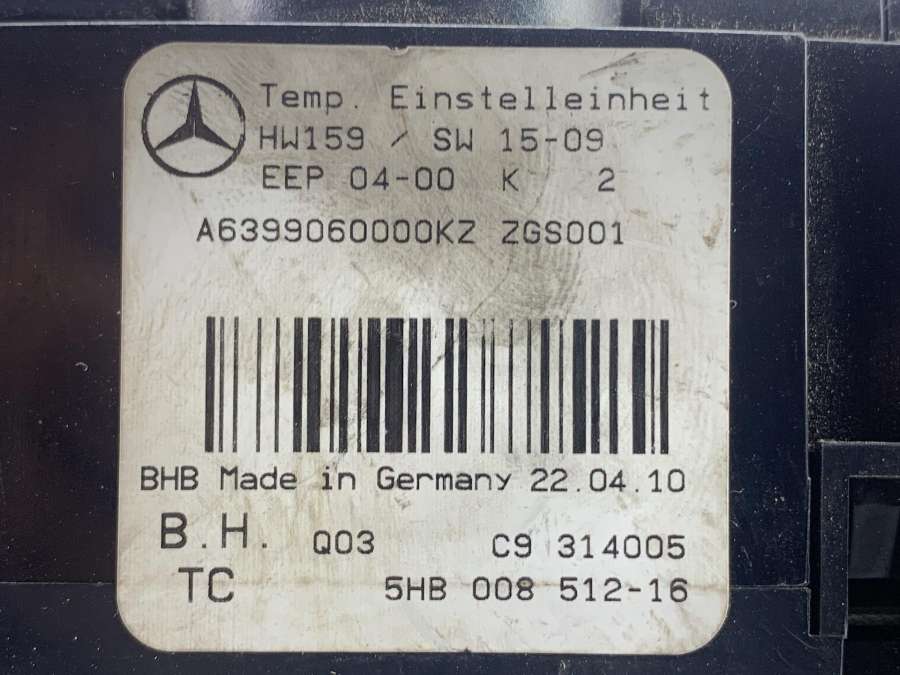 Temp. Einstelleinheit
HW159 / SW 15-09
EEP 04-00 K 2
A6399060000KZ ZGS001
BHB Made in Germany 22.04.10
B.H. Q03 C9 314005
TC 5HB 008 512-16